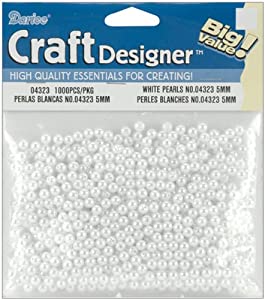 Darice
Craft Designer™
Big
Value!
HIGH QUALITY ESSENTIALS FOR CREATING!
04323 1000PCS/PKG WHITE PEARLS NO.04323 5MM
PERLAS BLANCAS NO.04323 5MM PERLES BLANCHES NO.04323 5MM